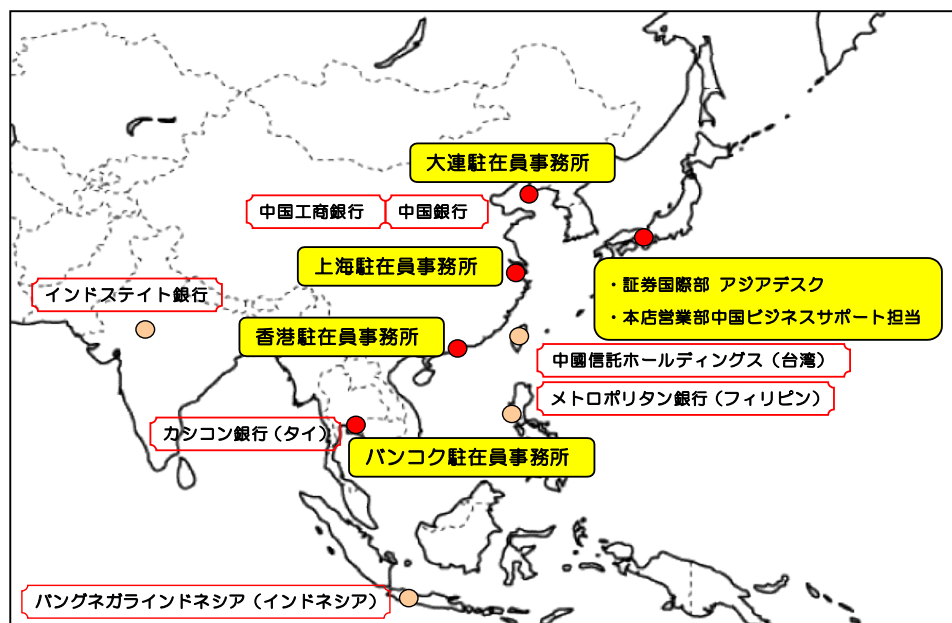 大連駐在員事務所
中国工商銀行
中国銀行
上海駐在員事務所
・証券国際部 アジアデスク
・本店営業部中国ビジネスサポート担当
インドステイト銀行
香港駐在員事務所
中國信託ホールディングス（台湾）
メトロポリタン銀行（フィリピン）
カシコン銀行（タイ）
バンコク駐在員事務所
バングネガラインドネシア（インドネシア）